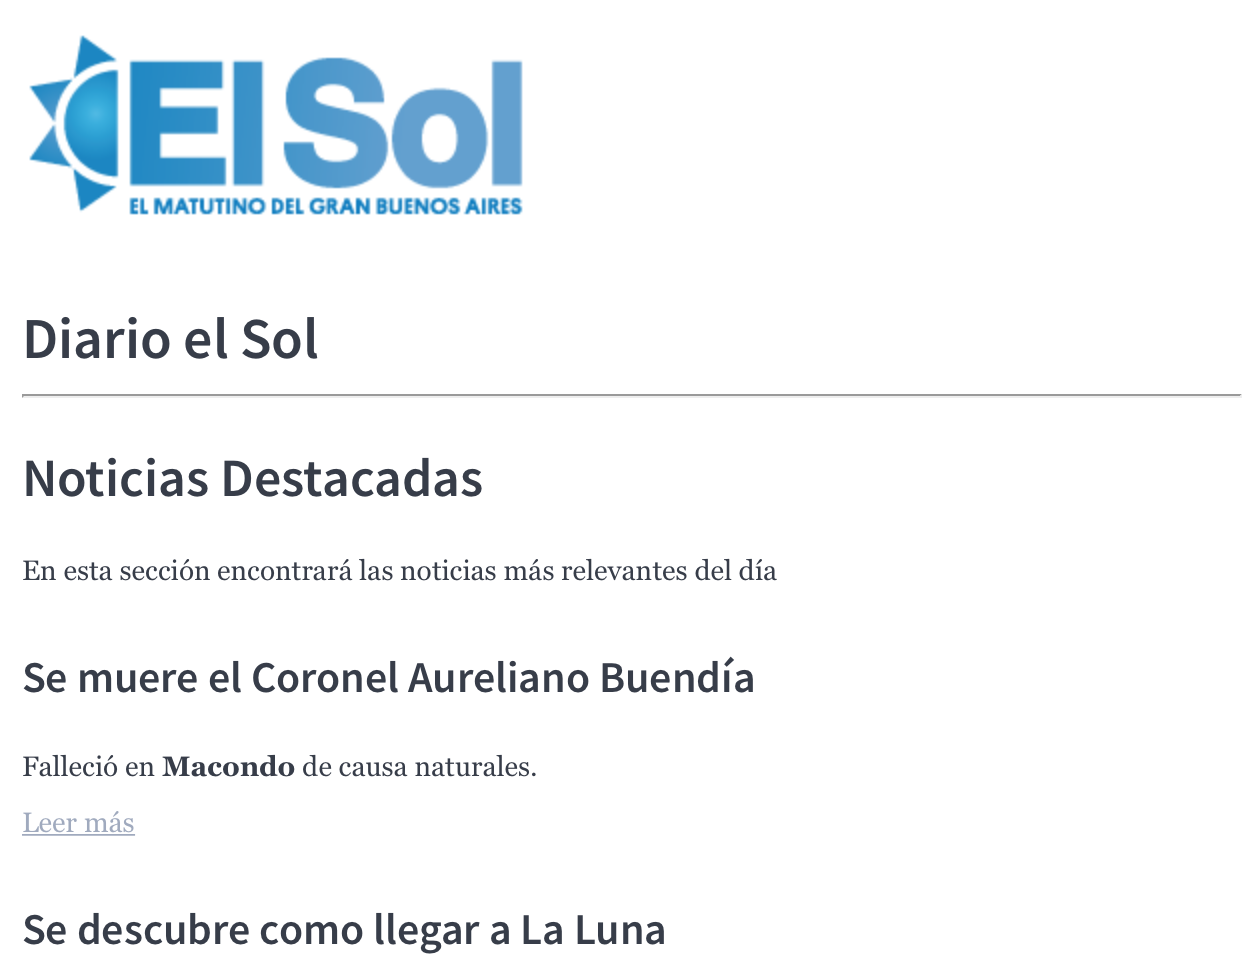 El Sol
EL MATUTINO DEL GRAN BUENOS AIRES
Diario el Sol
Noticias Destacadas
En esta sección encontrará las noticias más relevantes del día
Se muere el Coronel Aureliano Buendía
Falleció en Macondo de causa naturales.
Leer más
Se descubre como llegar a La Luna